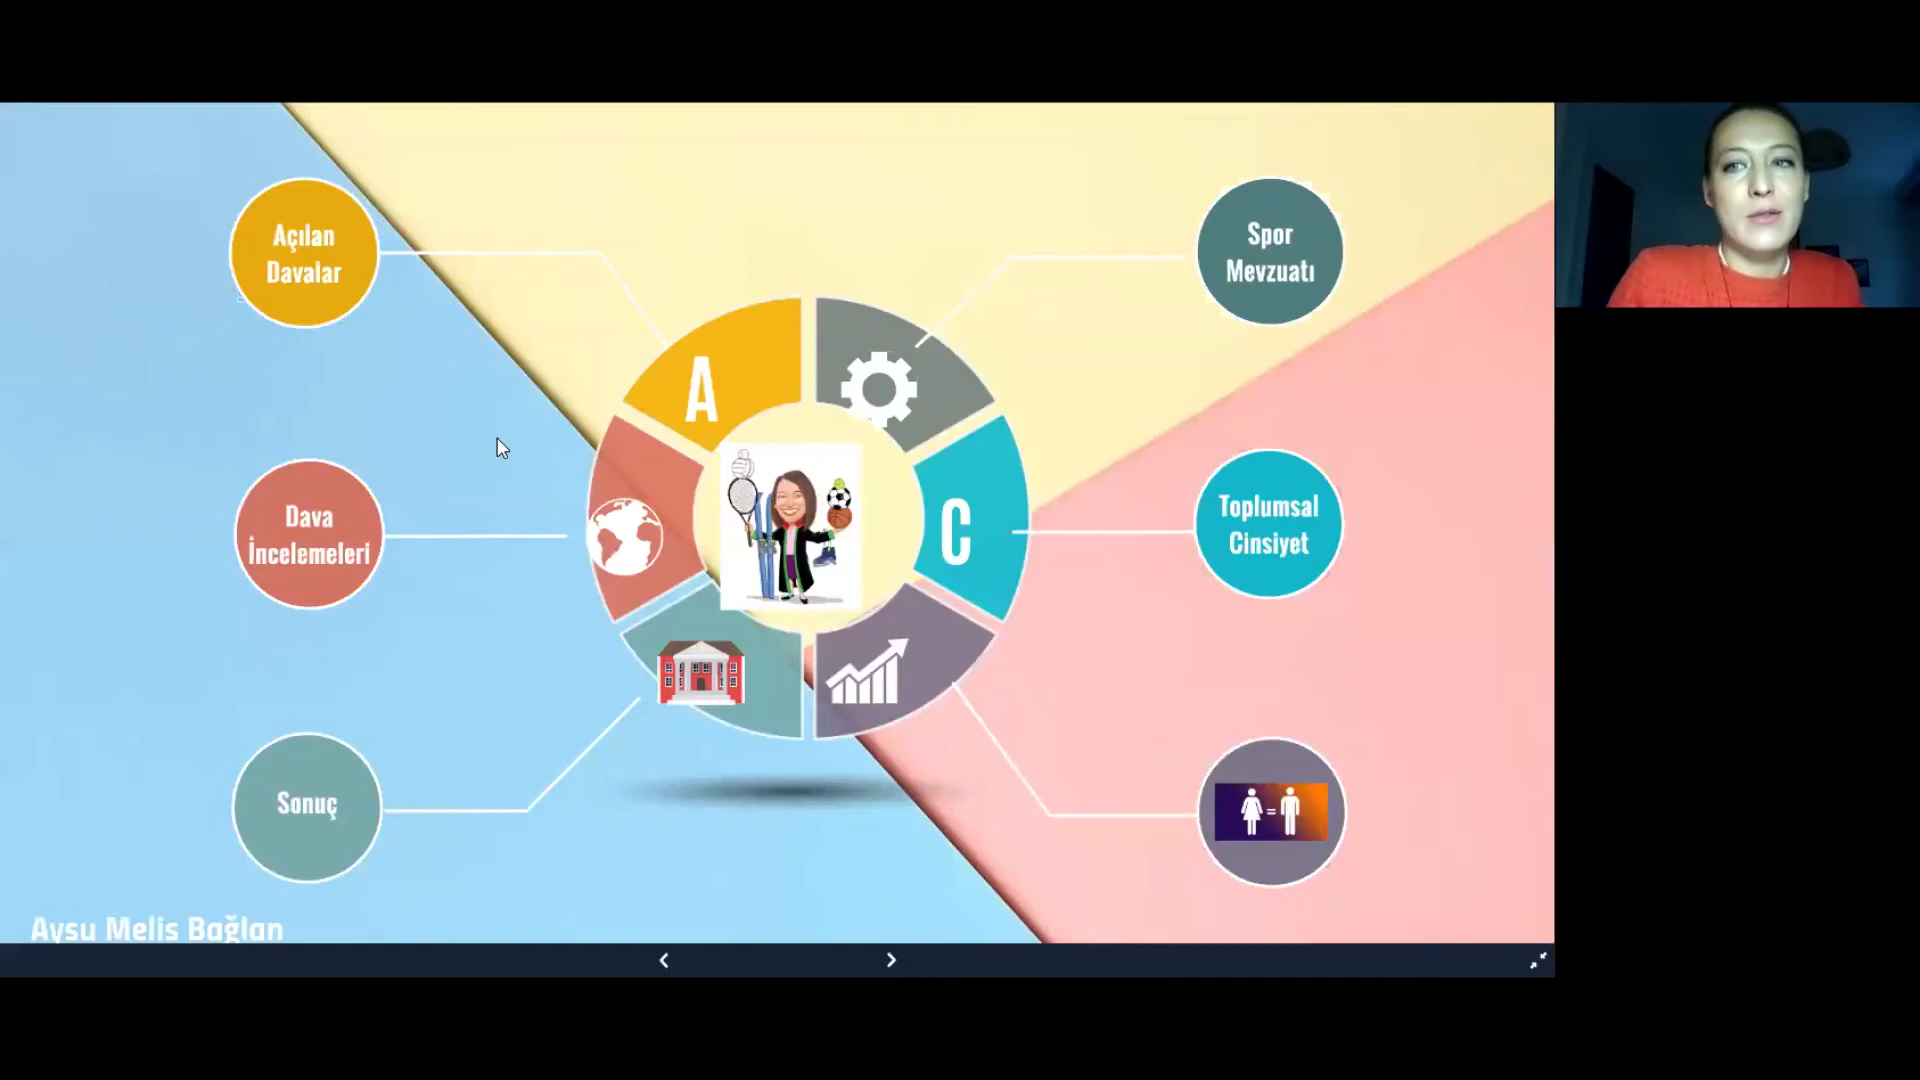 Açılan
Davalar
Spor
Mevzuatı
A
Dava
İncelemeleri
C
Toplumsal
Cinsiyet
Sonuç
=
Aysu Melis Bağlan